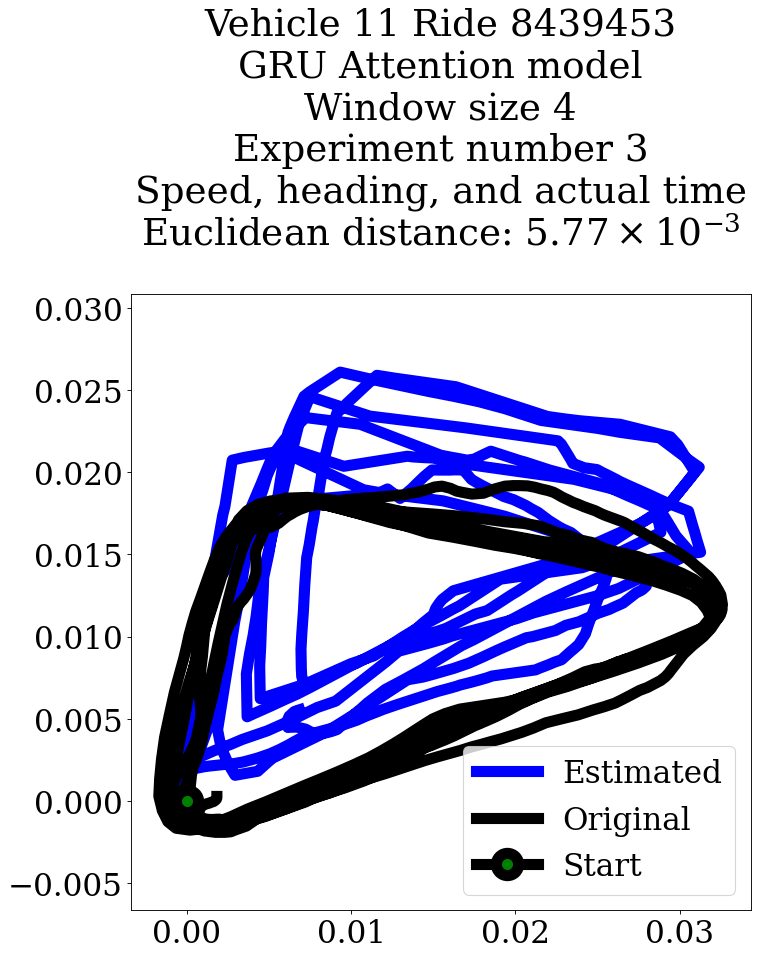 Vehicle 11 Ride 8439453
GRU Attention model
Window size 4
Experiment number 3
Speed, heading, and actual time
Euclidean distance: 5.77 × 10⁻³
0.030
0.025
0.020
0.015
0.010
0.005
0.000
−0.005
0.00 0.01 0.02 0.03
Estimated
Original
Start